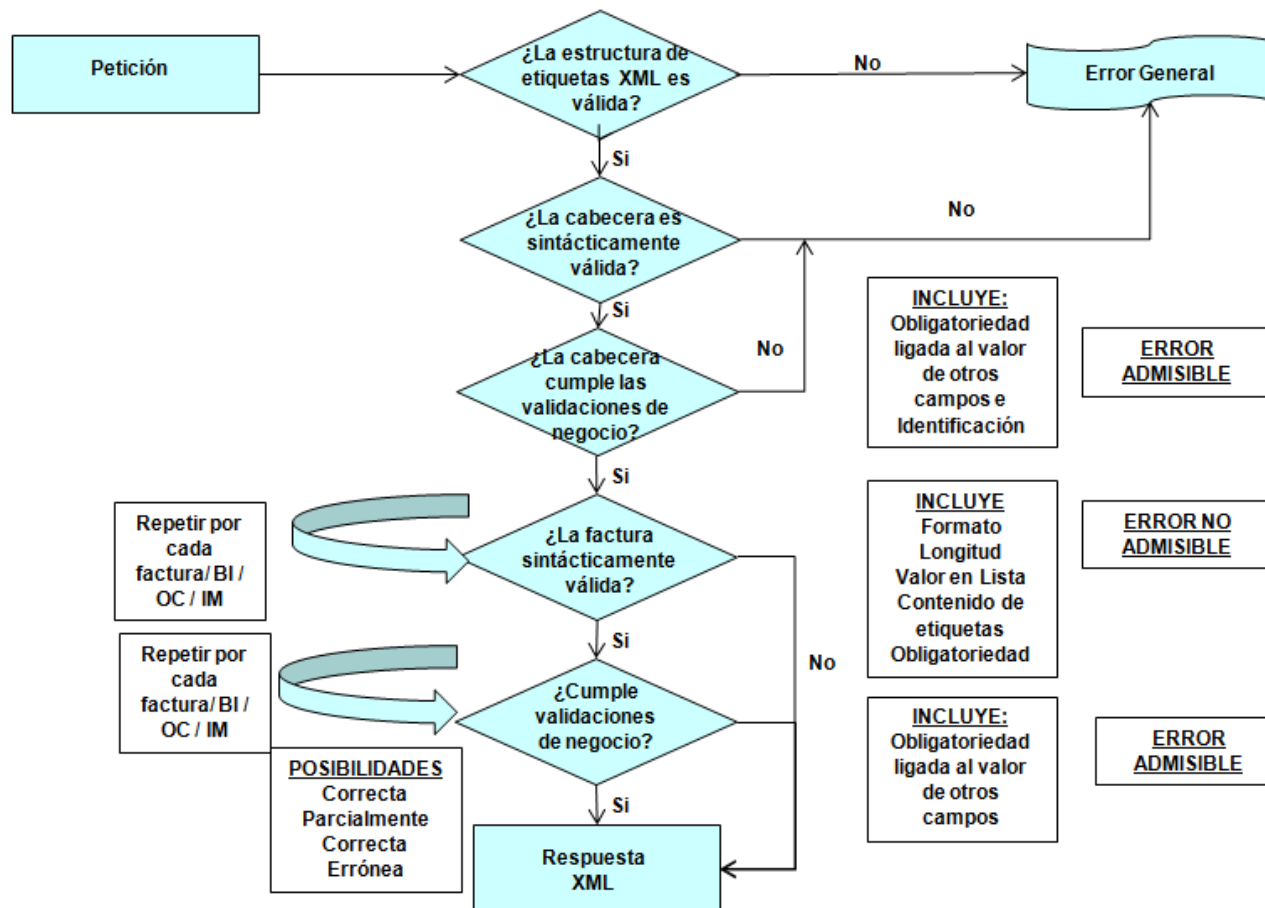 Petición
¿La estructura de
etiquetas XML es
válida?
No
Error General
Si
¿La cabecera es
sintácticamente
válida?
No
Si
¿La cabecera
cumple las
validaciones de
negocio?
No
INCLUYE:
Obligatoriedad
ligada al valor
de otros
campos e
Identificación
ERROR
ADMISIBLE
Si
Repetir por
cada
factura/ BI /
OC / IM
¿La factura
sintácticamente
válida?
INCLUYE
Formato
Longitud
Valor en Lista
Contenido de
etiquetas
Obligatoriedad
ERROR NO
ADMISIBLE
Si
No
Repetir por
cada
factura/ BI /
OC / IM
¿Cumple
validaciones
de negocio?
INCLUYE:
Obligatoriedad
ligada al valor
de otros
campos
ERROR
ADMISIBLE
POSIBILIDADES
Correcta
Parcialmente
Correcta
Errónea
Si
Respuesta
XML